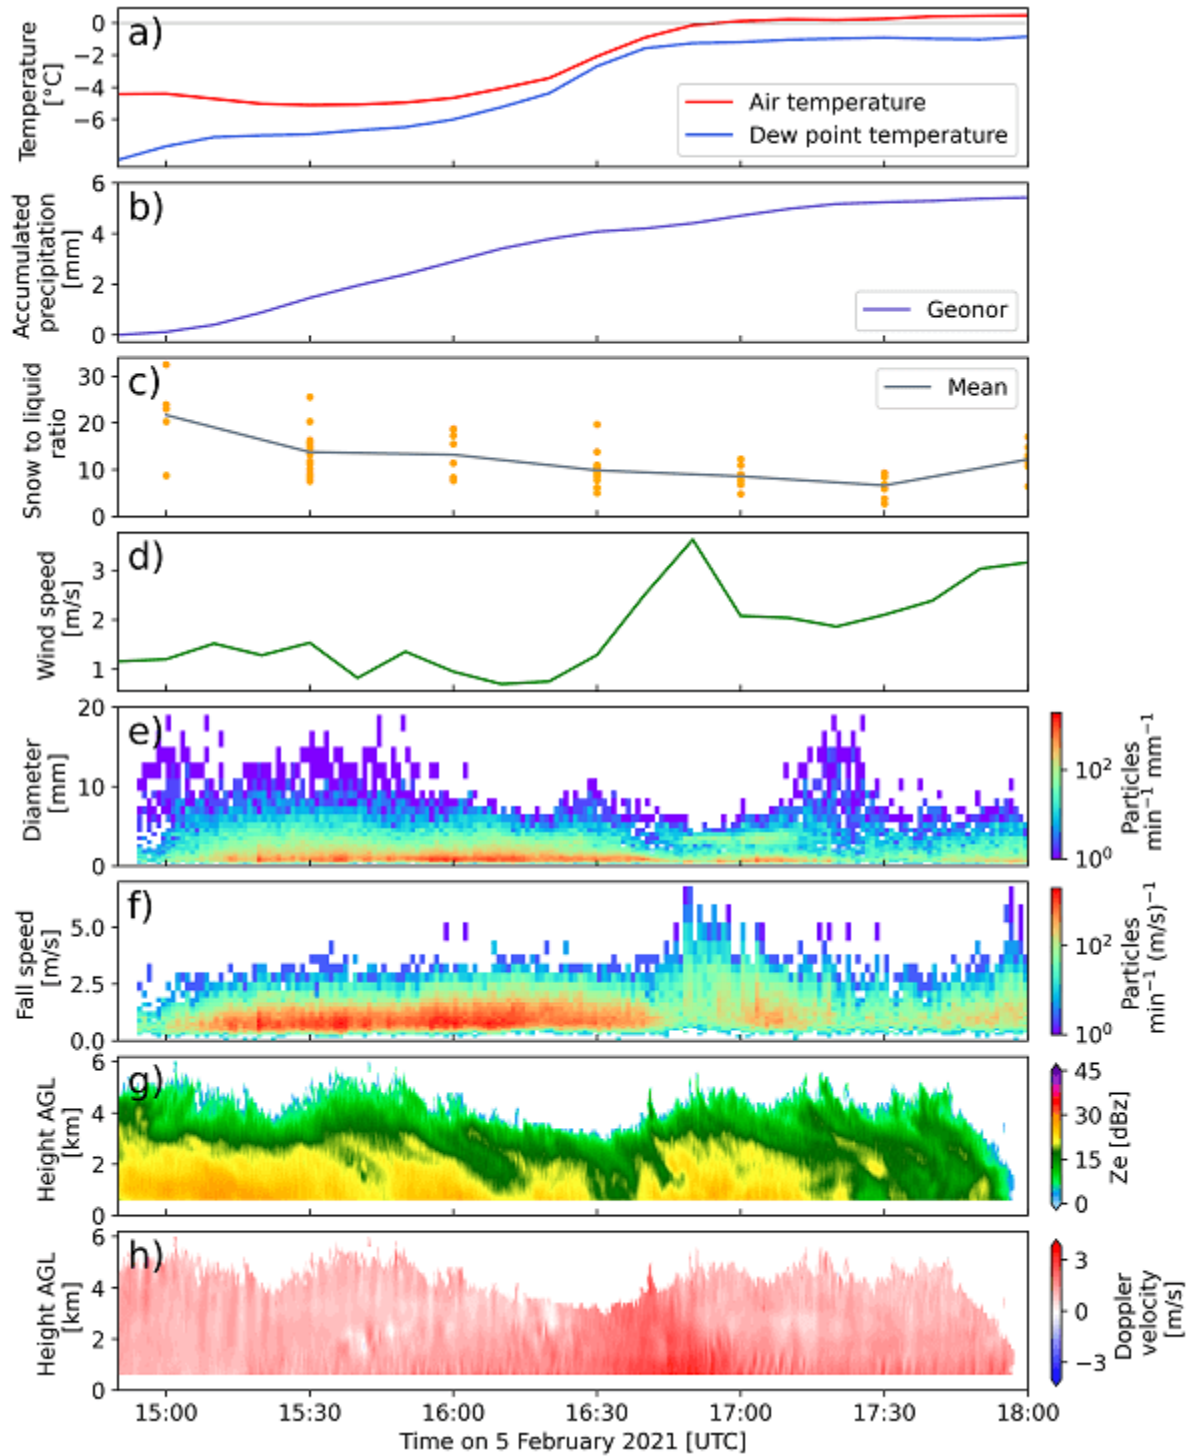 a)
Temperature
[°C]
0
−2
−4
−6
Air temperature
Dew point temperature
b)
Accumulated
precipitation
[mm]
6
4
2
0
Geonor
c)
Snow to liquid
ratio
30
20
10
0
Mean
d)
Wind speed
[m/s]
3
2
1
e)
Diameter
[mm]
20
10
0
10²
10⁰
Particles
min⁻¹ mm⁻¹
f)
Fall speed
[m/s]
5.0
2.5
0.0
10²
10⁰
Particles
min⁻¹ (m/s)⁻¹
g)
Height AGL
[km]
6
4
2
0
45
30
15
0
Ze [dBz]
h)
Height AGL
[km]
6
4
2
0
3
0
−3
Doppler
velocity
[m/s]
15:00 15:30 16:00 16:30 17:00 17:30 18:00
Time on 5 February 2021 [UTC]